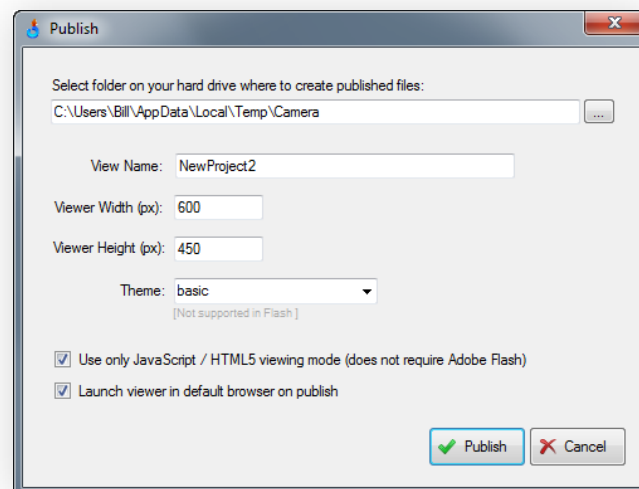 Publish
Select folder on your hard drive where to create published files:
C:\Users\Bill\AppData\Local\Temp\Camera
...
View Name: NewProject2
Viewer Width (px): 600
Viewer Height (px): 450
Theme: basic
[Not supported in Flash ]
Use only JavaScript / HTML5 viewing mode (does not require Adobe Flash)
Launch viewer in default browser on publish
Publish Cancel